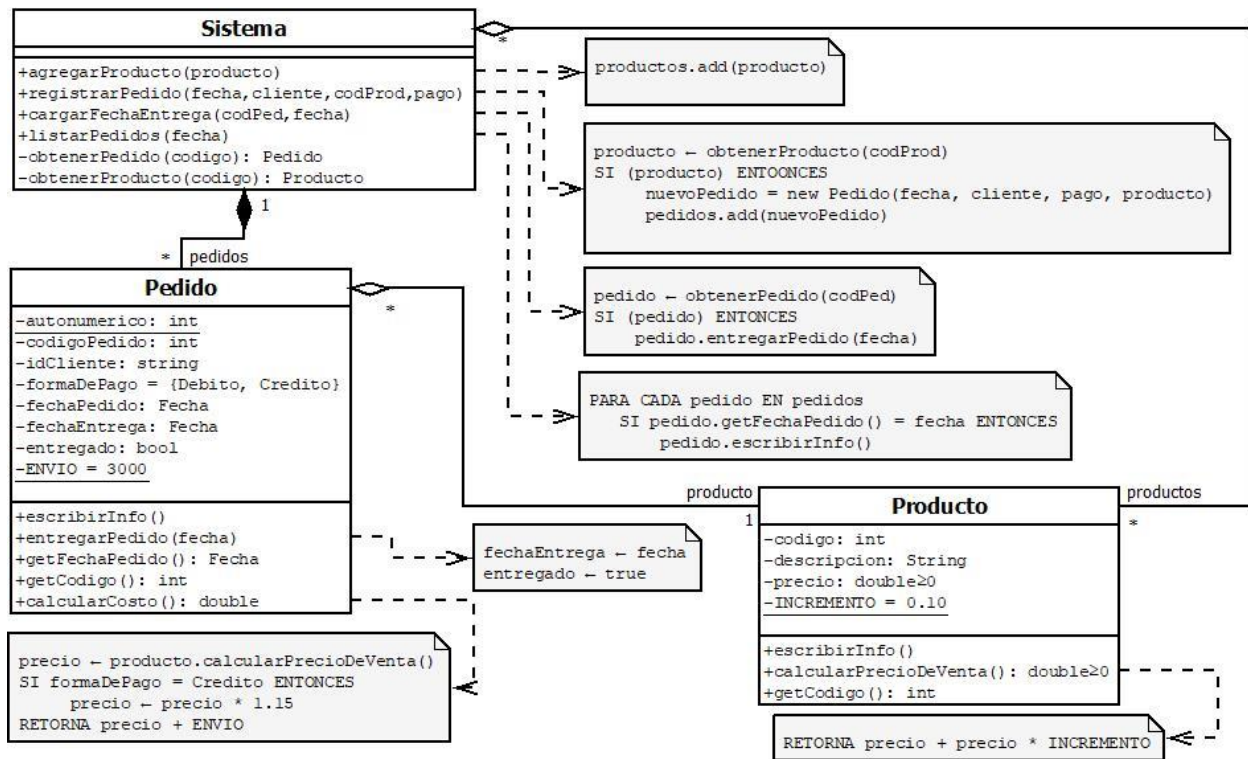 Sistema
+agregarProducto(producto)
+registrarPedido(fecha,cliente,codProd,pago)
+cargarFechaEntrega(codPed,fecha)
+listarPedidos(fecha)
-obtenerPedido(codigo): Pedido
-obtenerProducto(codigo): Producto
*
productos.add(producto)
producto ← obtenerProducto(codProd)
SI (producto) ENTOONCES
nuevoPedido = new Pedido(fecha, cliente, pago, producto)
pedidos.add(nuevoPedido)
1
* pedidos
pedido ← obtenerPedido(codPed)
SI (pedido) ENTONCES
pedido.entregarPedido(fecha)
PARA CADA pedido EN pedidos
SI pedido.getFechaPedido() = fecha ENTONCES
pedido.escribirInfo()
Pedido
-autonumerico: int
-codigoPedido: int
-idCliente: string
-formaDePago = {Debito, Credito}
-fechaPedido: Fecha
-fechaEntrega: Fecha
-entregado: bool
-ENVIO = 3000
+escribirInfo()
+entregarPedido(fecha)
+getFechaPedido(): Fecha
+getCodigo(): int
+calcularCosto(): double
*
fechaEntrega ← fecha
entregado ← true
precio ← producto.calcularPrecioDeVenta()
SI formaDePago = Credito ENTONCES
precio ← precio * 1.15
RETORNA precio + ENVIO
producto
1
productos
*
Producto
-codigo: int
-descripcion: String
-precio: double≥0
-INCREMENTO = 0.10
+escribirInfo()
+calcularPrecioDeVenta(): double≥0
+getCodigo(): int
RETORNA precio + precio * INCREMENTO